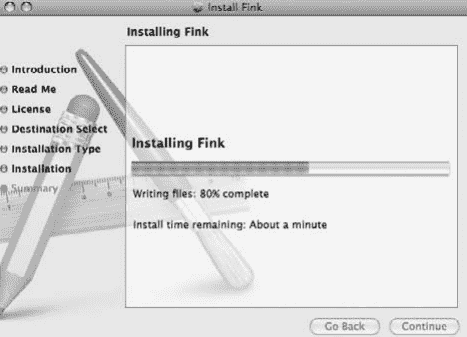 Install Fink
Installing Fink
Introduction
Read Me
License
Destination Select
Installation Type
Installation
Summary
Installing Fink
Writing files: 80% complete
Install time remaining: About a minute
Go Back
Continue